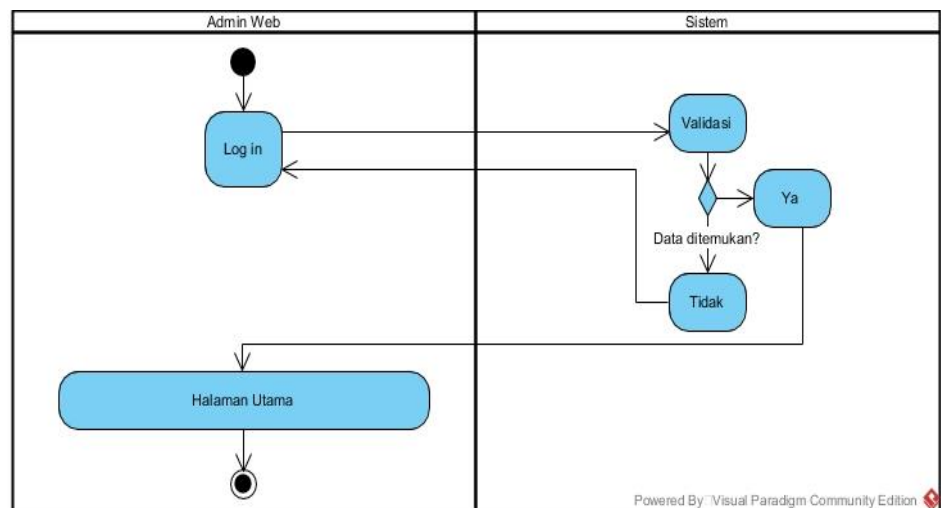 Admin Web
Sistem
Log in
Validasi
Ya
Data ditemukan?
Tidak
Halaman Utama
Powered By Visual Paradigm Community Edition